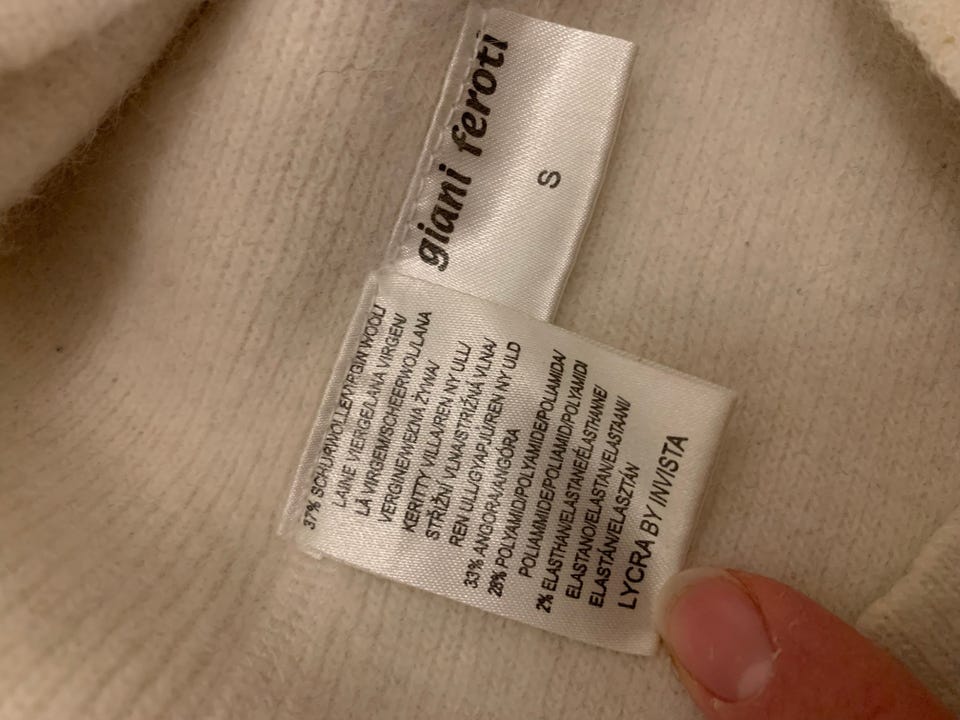 giani feroti
S
37% SCHURWOLLE/VIRGIN WOOL/
LAINE VIERGE/LANA VIRGEN/
LÃ VIRGEM/SCHEERWOL/LANA
VERGINE/WEŁNA ŻYWA/
KERITTY VILLA/REN NY ULL/
STŘIŽNÍ VLNA/STRIŽNÁ VLNA/
REN ULL/GYAPJÚ/REN NY ULD
33% ANGORA/ANGÓRA
28% POLYAMID/POLYAMIDE/POLIAMIDA/
POLIAMMIDE/POLIAMID/POLYAMIDI
2% ELASTHAN/ELASTANE/ÉLASTHANNE/
ELASTANO/ELASTAN/ELASTAANI/
ELASTÁN/ELASZTÁN
LYCRA BY INVISTA